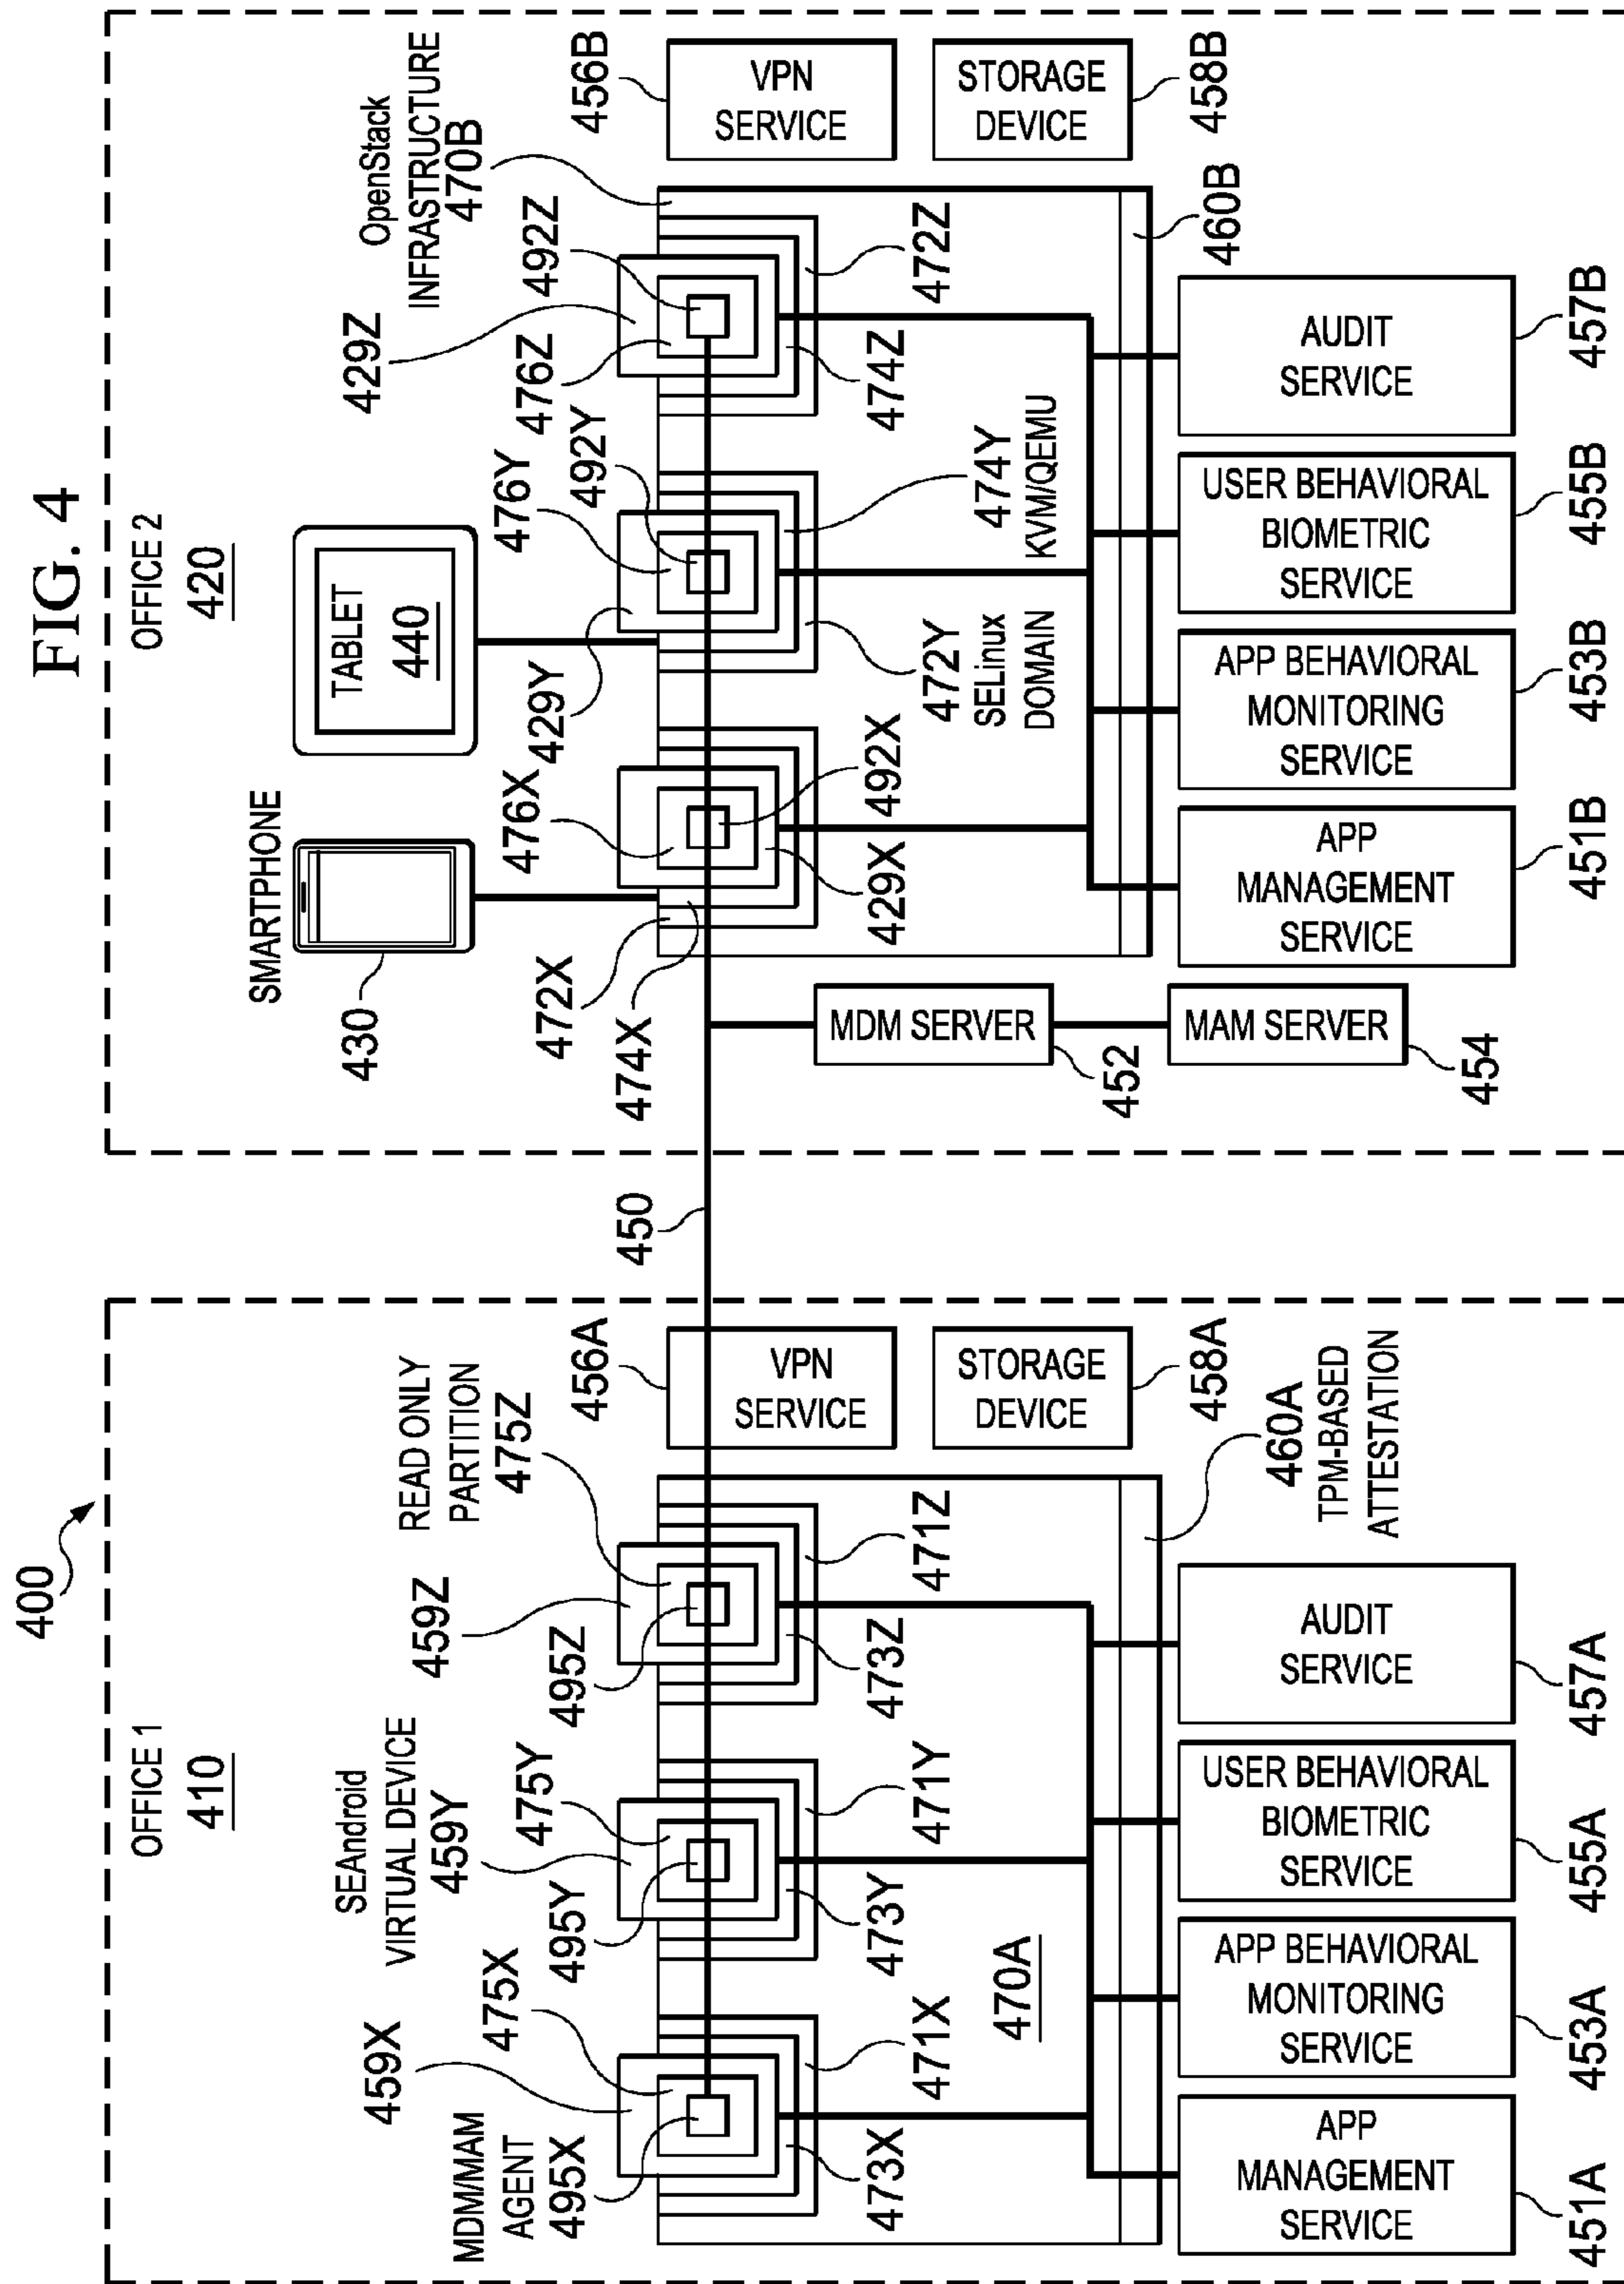 FIG. 4
400
OFFICE 1
410
459X
475X
MDM/MAM
AGENT
495X
473X
471X
SEAndroid
VIRTUAL DEVICE
459Y
475Y
495Y
473Y
471Y
READ ONLY
PARTITION
475Z
459Z
495Z
473Z
471Z
470A
456A
VPN
SERVICE
STORAGE
DEVICE
458A
460A
TPM-BASED
ATTESTATION
APP
MANAGEMENT
SERVICE
451A
APP BEHAVIORAL
MONITORING
SERVICE
453A
USER BEHAVIORAL
BIOMETRIC
SERVICE
455A
AUDIT
SERVICE
457A
450
OFFICE 2
420
SMARTPHONE
430
TABLET
440
472X
474X
476X
492X
429X
429Y
476Y
492Y
472Y
SELinux
DOMAIN
474Y
KVM/QEMU
429Z
476Z
492Z
474Z
472Z
OpenStack
INFRASTRUCTURE
470B
456B
VPN
SERVICE
STORAGE
DEVICE
458B
460B
MDM SERVER
452
MAM SERVER
454
APP
MANAGEMENT
SERVICE
451B
APP BEHAVIORAL
MONITORING
SERVICE
453B
USER BEHAVIORAL
BIOMETRIC
SERVICE
455B
AUDIT
SERVICE
457B